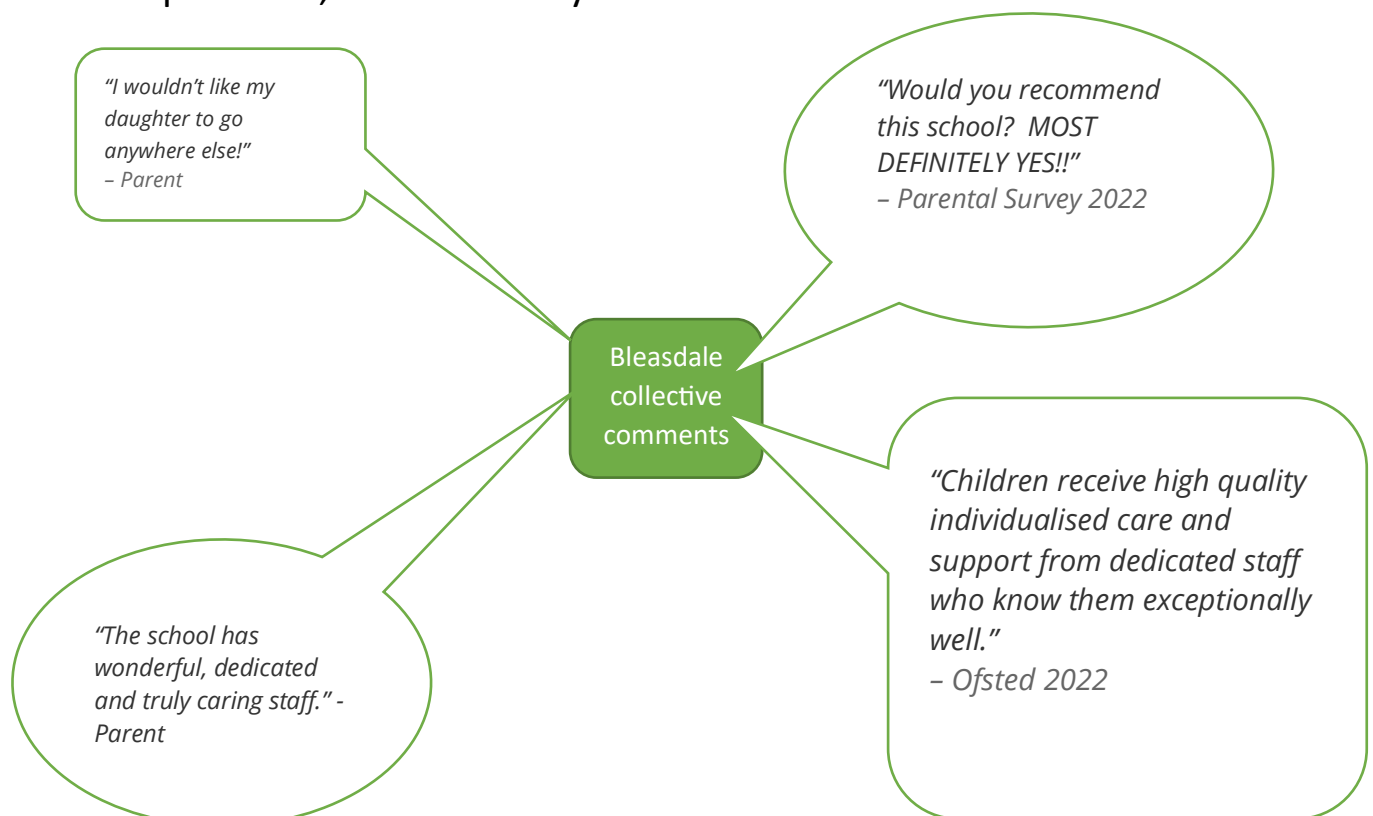 “I wouldn’t like my
daughter to go
anywhere else!”
– Parent
“Would you recommend
this school?  MOST
DEFINITELY YES!!”
– Parental Survey 2022
Bleasdale
collective
comments
“Children receive high quality
individualised care and
support from dedicated staff
who know them exceptionally
well.”
– Ofsted 2022
“The school has
wonderful, dedicated
and truly caring staff.” -
Parent